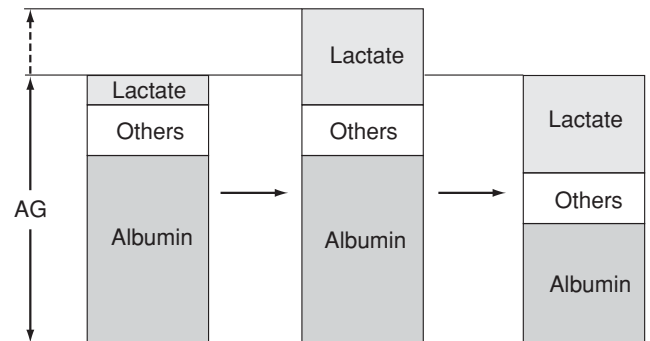 Lactate
Others
Albumin
AG
Lactate
Others
Albumin
Lactate
Others
Albumin